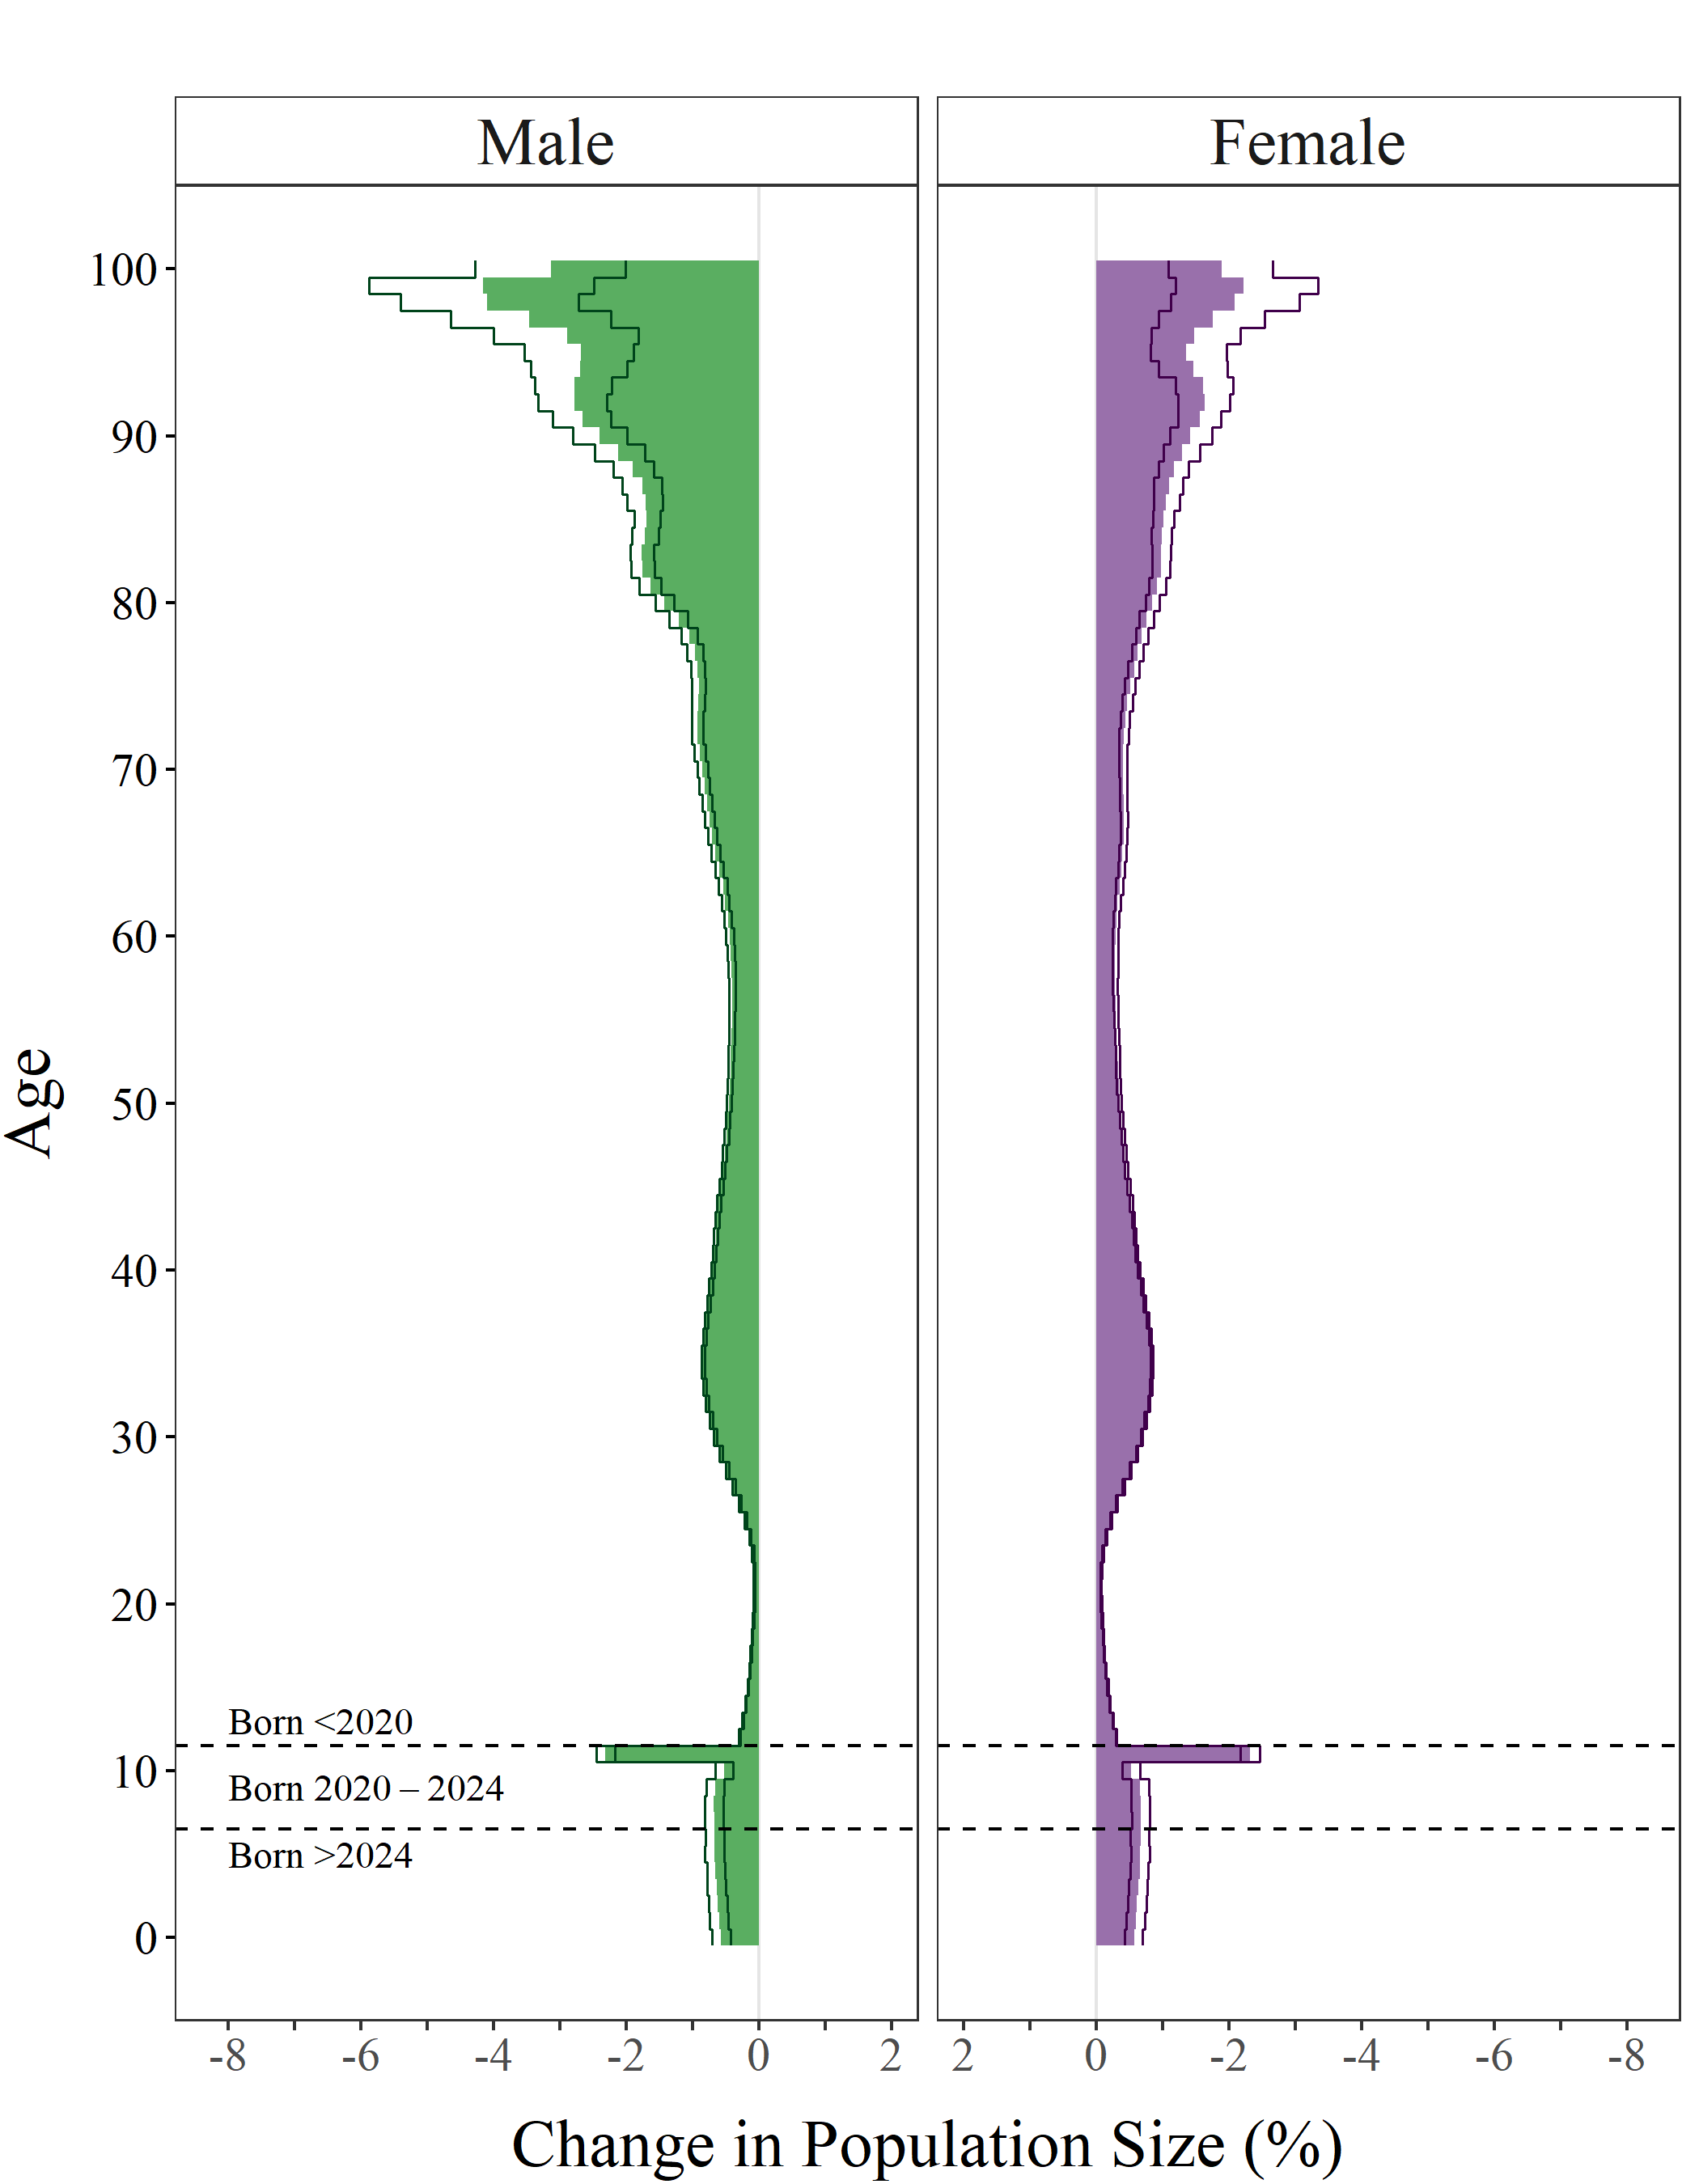 Male Female
100
90
80
70
60
50
40
30
20
10
0
Age
Born <2020
Born 2020 – 2024
Born >2024
-8 -6 -4 -2 0 2 2 0 -2 -4 -6 -8
Change in Population Size (%)